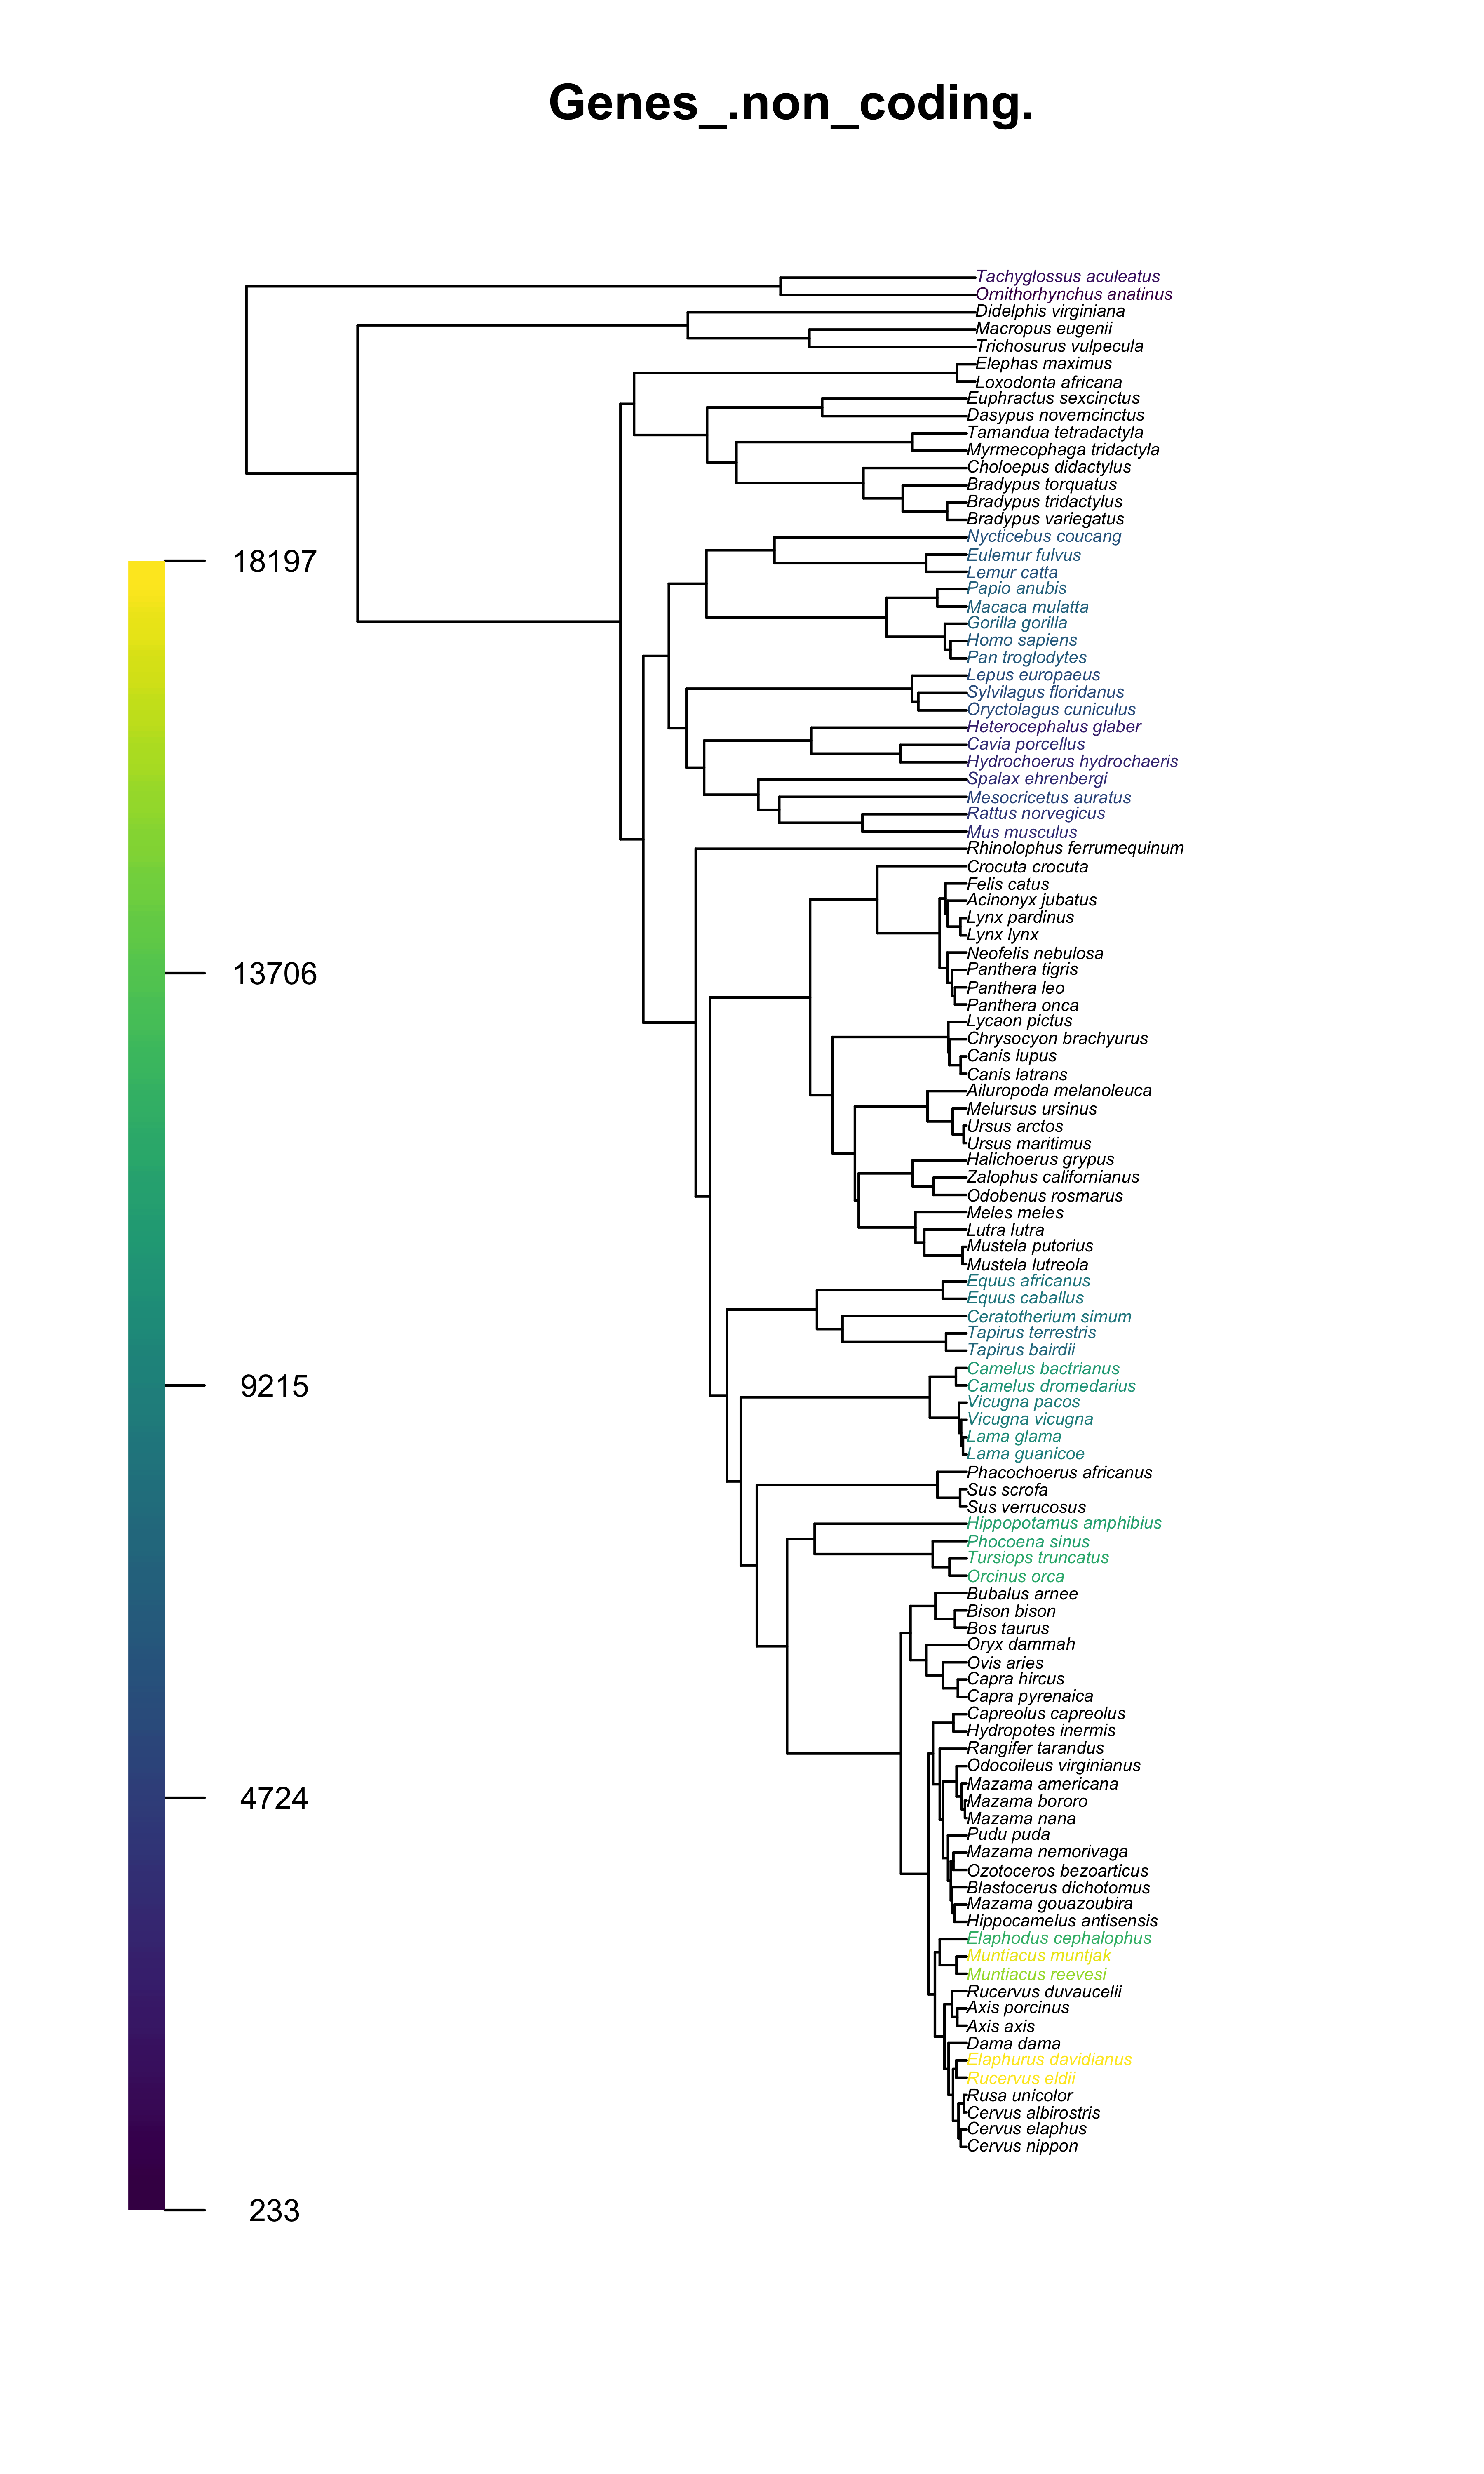 Genes_.non_coding.
Tachyglossus aculeatus
Ornithorhynchus anatinus
Didelphis virginiana
Macropus eugenii
Trichosurus vulpecula
Elephas maximus
Loxodonta africana
Euphractus sexcinctus
Dasypus novemcinctus
Tamandua tetradactyla
Myrmecophaga tridactyla
Choloepus didactylus
Bradypus torquatus
Bradypus tridactylus
Bradypus variegatus
Nycticebus coucang
Eulemur fulvus
Lemur catta
Papio anubis
Macaca mulatta
Gorilla gorilla
Homo sapiens
Pan troglodytes
Lepus europaeus
Sylvilagus floridanus
Oryctolagus cuniculus
Heterocephalus glaber
Cavia porcellus
Hydrochoerus hydrochaeris
Spalax ehrenbergi
Mesocricetus auratus
Rattus norvegicus
Mus musculus
Rhinolophus ferrumequinum
Crocuta crocuta
Felis catus
Acinonyx jubatus
Lynx pardinus
Lynx lynx
Neofelis nebulosa
Panthera tigris
Panthera leo
Panthera onca
Lycaon pictus
Chrysocyon brachyurus
Canis lupus
Canis latrans
Ailuropoda melanoleuca
Melursus ursinus
Ursus arctos
Ursus maritimus
Halichoerus grypus
Zalophus californianus
Odobenus rosmarus
Meles meles
Lutra lutra
Mustela putorius
Mustela lutreola
Equus africanus
Equus caballus
Ceratotherium simum
Tapirus terrestris
Tapirus bairdii
Camelus bactrianus
Camelus dromedarius
Vicugna pacos
Vicugna vicugna
Lama glama
Lama guanicoe
Phacochoerus africanus
Sus scrofa
Sus verrucosus
Hippopotamus amphibius
Phocoena sinus
Tursiops truncatus
Orcinus orca
Bubalus arnee
Bison bison
Bos taurus
Oryx dammah
Ovis aries
Capra hircus
Capra pyrenaica
Capreolus capreolus
Hydropotes inermis
Rangifer tarandus
Odocoileus virginianus
Mazama americana
Mazama bororo
Mazama nana
Pudu puda
Mazama nemorivaga
Ozotoceros bezoarticus
Blastocerus dichotomus
Mazama gouazoubira
Hippocamelus antisensis
Elaphodus cephalophus
Muntiacus muntjak
Muntiacus reevesi
Rucervus duvaucelii
Axis porcinus
Axis axis
Dama dama
Elaphurus davidianus
Rucervus eldii
Rusa unicolor
Cervus albirostris
Cervus elaphus
Cervus nippon
18197
13706
9215
4724
233